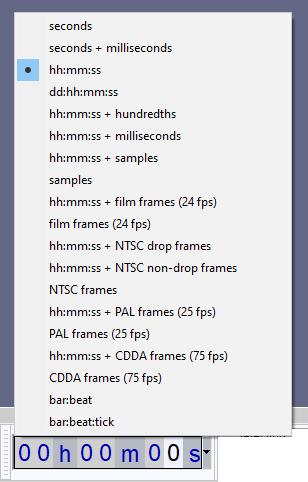 seconds
seconds + milliseconds
hh:mm:ss
dd:hh:mm:ss
hh:mm:ss + hundredths
hh:mm:ss + milliseconds
hh:mm:ss + samples
samples
hh:mm:ss + film frames (24 fps)
film frames (24 fps)
hh:mm:ss + NTSC drop frames
hh:mm:ss + NTSC non-drop frames
NTSC frames
hh:mm:ss + PAL frames (25 fps)
PAL frames (25 fps)
hh:mm:ss + CDDA frames (75 fps)
CDDA frames (75 fps)
bar:beat
bar:beat:tick
00h00m00s